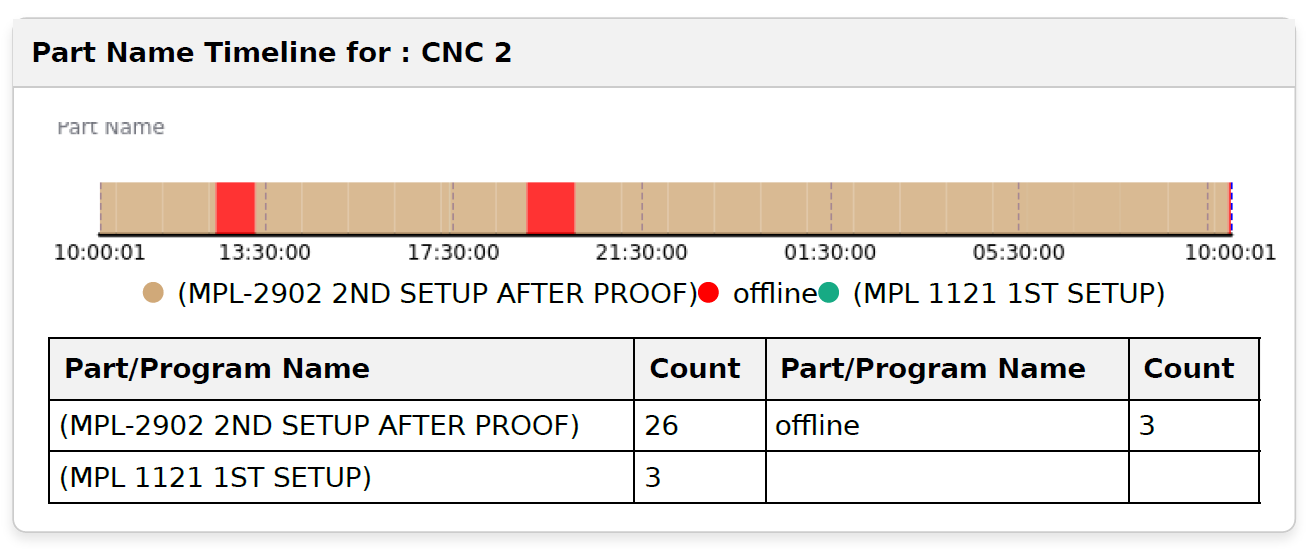 Part Name Timeline for : CNC 2
Part Name
10:00:01 13:30:00 17:30:00 21:30:00 01:30:00 05:30:00 10:00:01
(MPL-2902 2ND SETUP AFTER PROOF) offline (MPL 1121 1ST SETUP)
Part/Program Name Count Part/Program Name Count
(MPL-2902 2ND SETUP AFTER PROOF) 26 offline 3
(MPL 1121 1ST SETUP) 3